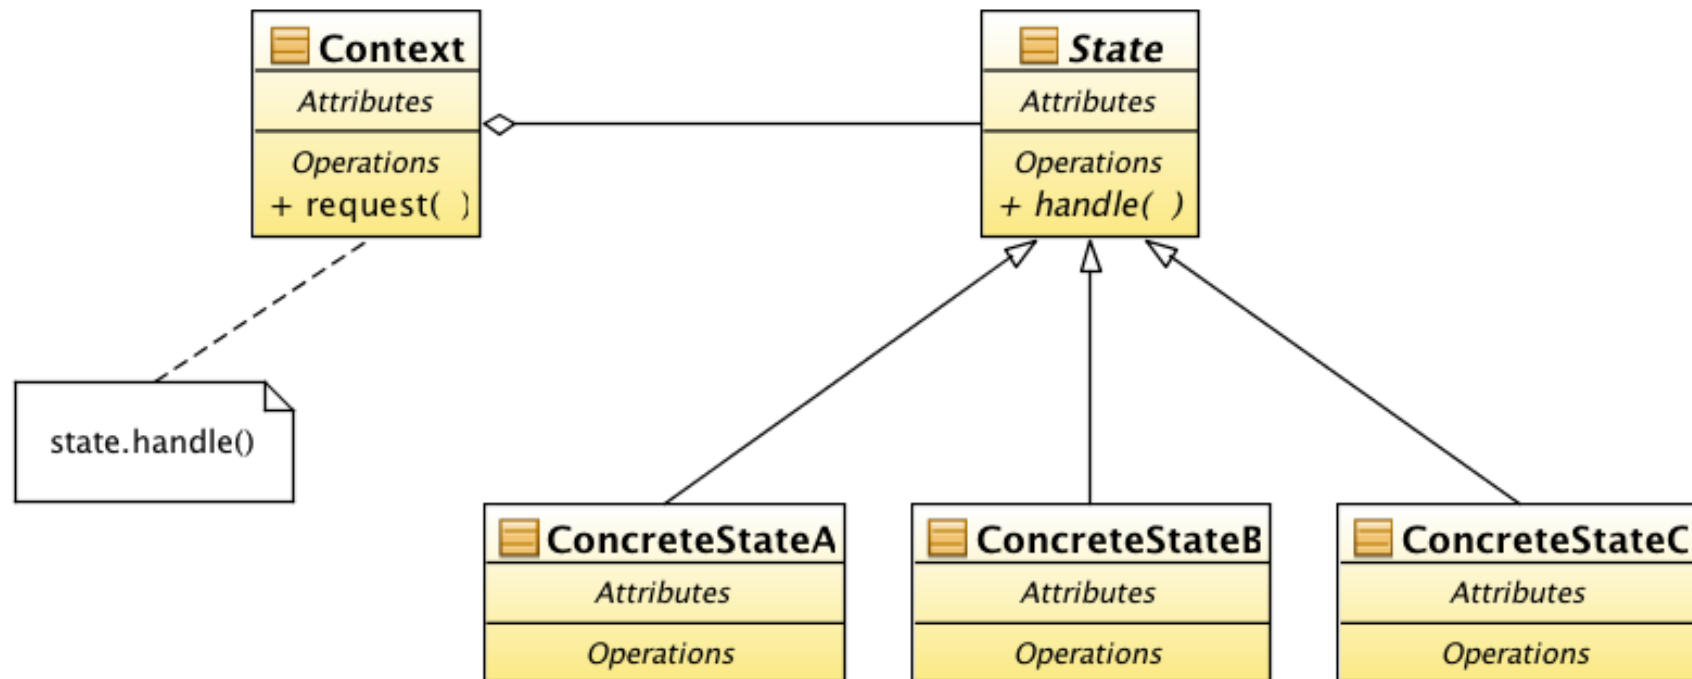 Context
Attributes
Operations
+ request( )
State
Attributes
Operations
+ handle( )
state.handle()
ConcreteStateA
Attributes
Operations
ConcreteStateB
Attributes
Operations
ConcreteStateC
Attributes
Operations